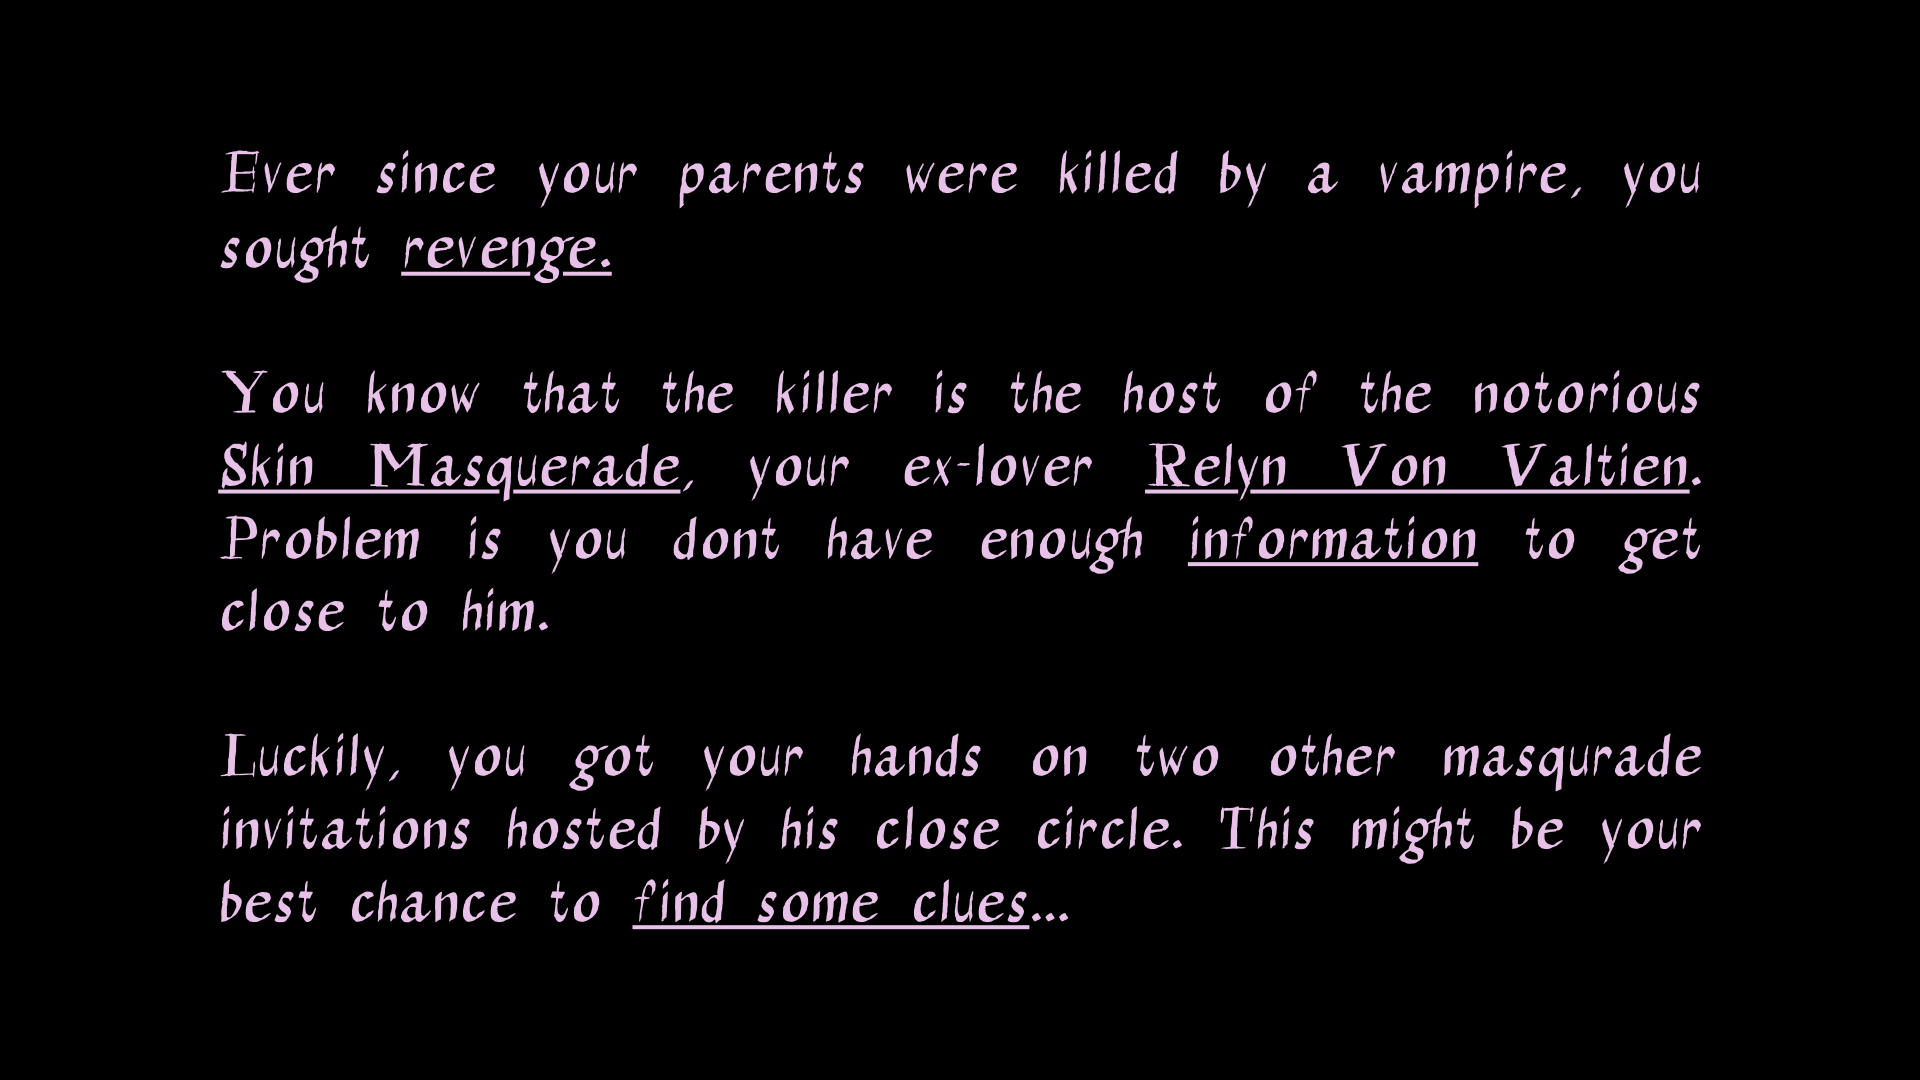 Ever since your parents were killed by a vampire, you
sought revenge.
You know that the killer is the host of the notorious
Skin Masquerade, your ex-lover Relyn Von Valtien.
Problem is you dont have enough information to get
close to him.
Luckily, you got your hands on two other masqurade
invitations hosted by his close circle. This might be your
best chance to find some clues...